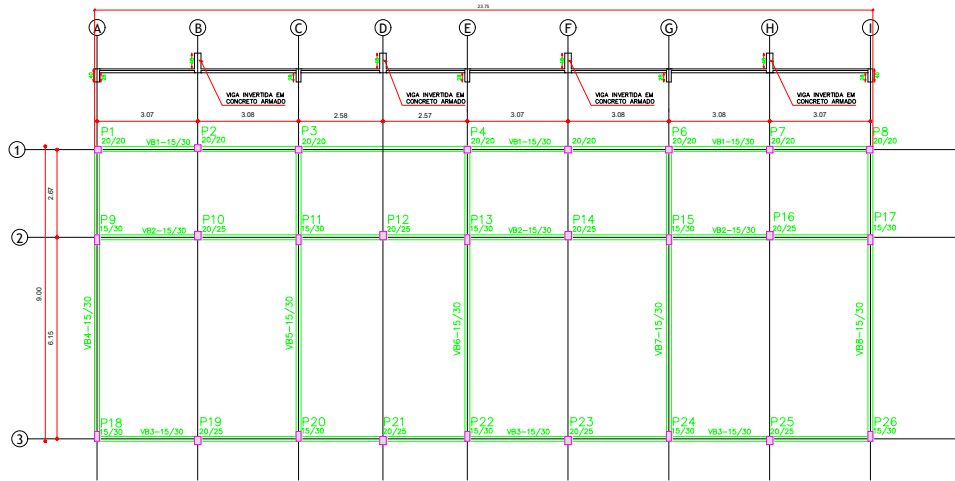 23.75
A B C D E F G H I
VIGA INVERTIDA EM
CONCRETO ARMADO
VIGA INVERTIDA EM
CONCRETO ARMADO
VIGA INVERTIDA EM
CONCRETO ARMADO
VIGA INVERTIDA EM
CONCRETO ARMADO
3.07 3.08 2.58 2.57 3.07 3.08 3.08 3.07
P1 P2 P3 P4 P6 P7 P8
20/20 VB1-15/30 20/20 20/20 20/20 VB1-15/30 20/20 20/20 VB1-15/30 20/20 20/20
1
2.67
P9 P10 P11 P12 P13 P14 P15 P16 P17
15/30 VB2-15/30 20/25 15/30 20/25 15/30 VB2-15/30 20/25 15/30 VB2-15/30 20/25 15/30
2
9.00
6.15
VB4-15/30 VB5-15/30 VB6-15/30 VB7-15/30 VB8-15/30
P18 P19 P20 P21 P22 P23 P24 P25 P26
15/30 VB3-15/30 20/25 15/30 20/25 15/30 VB3-15/30 20/25 15/30 VB3-15/30 20/25 15/30
3